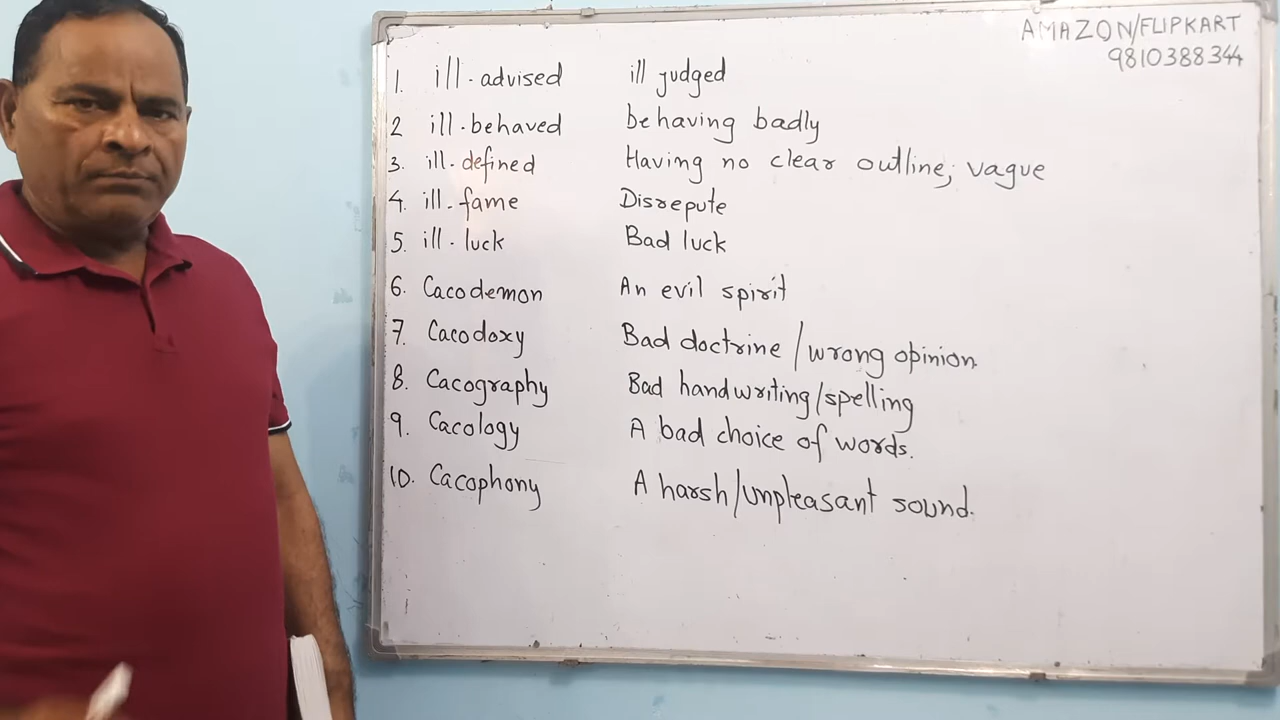 AMAZON/FLIPKART
9810388344
1. ill-advised ill judged
2 ill-behaved behaving badly
3. ill-defined Having no clear outline; vague
4. ill-fame Disrepute
5. ill-luck Bad luck
6. Cacodemon An evil spirit
7. Cacodoxy Bad doctrine/wrong opinion.
8. Cacography Bad handwriting/spelling
9. Cacology A bad choice of words.
10. Cacophony A harsh/unpleasant sound.